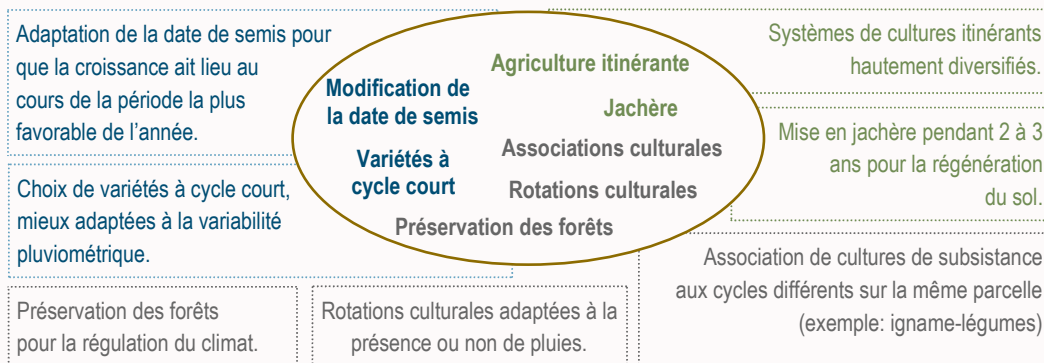 Adaptation de la date de semis pour
que la croissance ait lieu au
cours de la période la plus
favorable de l'année.
Choix de variétés à cycle court,
mieux adaptées à la variabilité
pluviométrique.
Agriculture itinérante
Modification de
la date de semis
Jachère
Associations culturales
Variétés à
cycle court
Rotations culturales
Préservation des forêts
Systèmes de cultures itinérants
hautement diversifiés.
Mise en jachère pendant 2 à 3
ans pour la régénération
du sol.
Association de cultures de subsistance
aux cycles différents sur la même parcelle
(exemple: igname-légumes)
Préservation des forêts
pour la régulation du climat.
Rotations culturales adaptées à la
présence ou non de pluies.